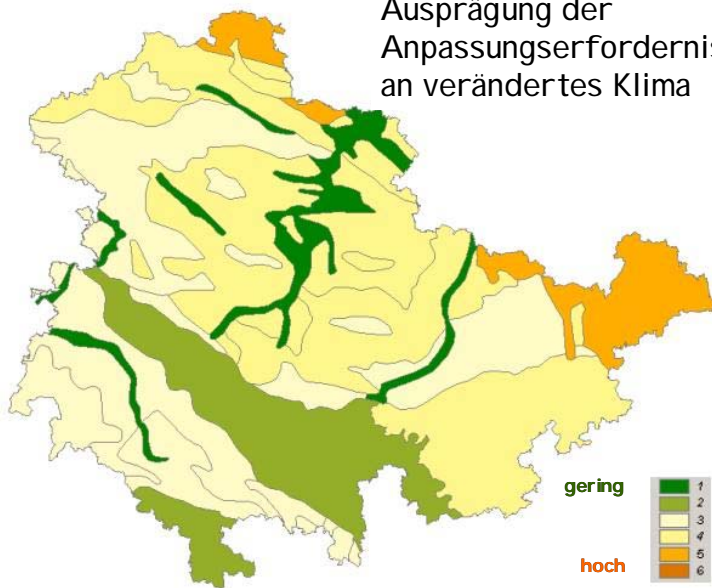 Ausprägung der
Anpassungserfordernis
an verändertes Klima
gering
1
2
3
4
5
hoch
6